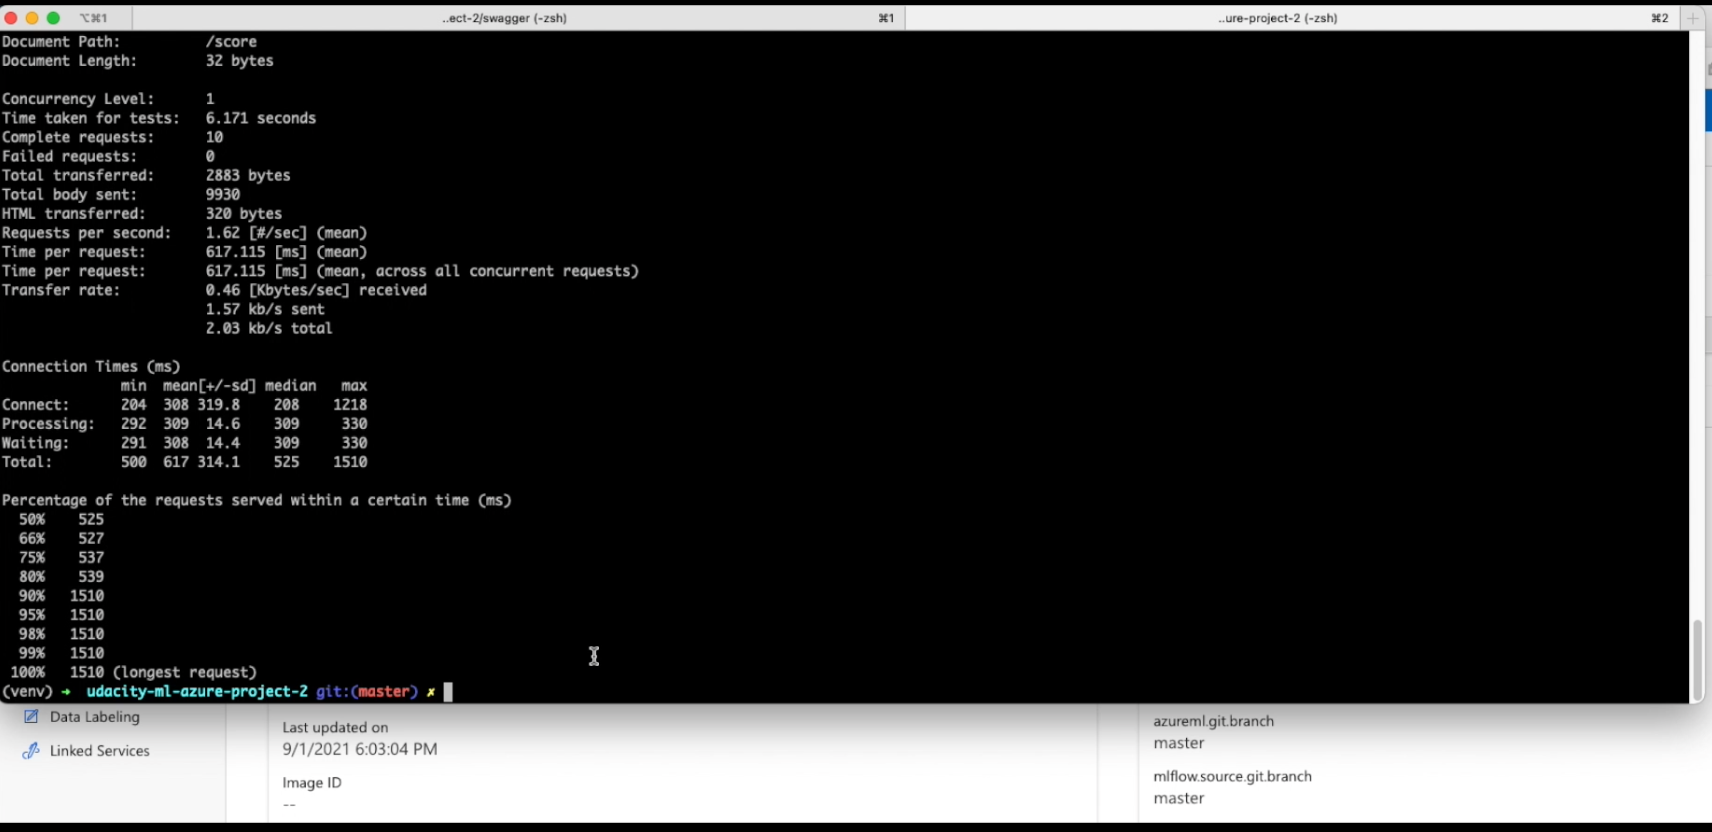 ⌥⌘1 ..ect-2/swagger (-zsh) ⌘1 ..ure-project-2 (-zsh) ⌘2
Document Path: /score
Document Length: 32 bytes
Concurrency Level: 1
Time taken for tests: 6.171 seconds
Complete requests: 10
Failed requests: 0
Total transferred: 2883 bytes
Total body sent: 9930
HTML transferred: 320 bytes
Requests per second: 1.62 [#/sec] (mean)
Time per request: 617.115 [ms] (mean)
Time per request: 617.115 [ms] (mean, across all concurrent requests)
Transfer rate: 0.46 [Kbytes/sec] received
1.57 kb/s sent
2.03 kb/s total
Connection Times (ms)
min mean[+/-sd] median max
Connect: 204 308 319.8 208 1218
Processing: 292 309 14.6 309 330
Waiting: 291 308 14.4 309 330
Total: 500 617 314.1 525 1510
Percentage of the requests served within a certain time (ms)
50% 525
66% 527
75% 537
80% 539
90% 1510
95% 1510
98% 1510
99% 1510
100% 1510 (longest request)
(venv) → udacity-ml-azure-project-2 git:(master) ✗
Data Labeling
Linked Services
Last updated on
9/1/2021 6:03:04 PM
Image ID
--
azureml.git.branch
master
mlflow.source.git.branch
master